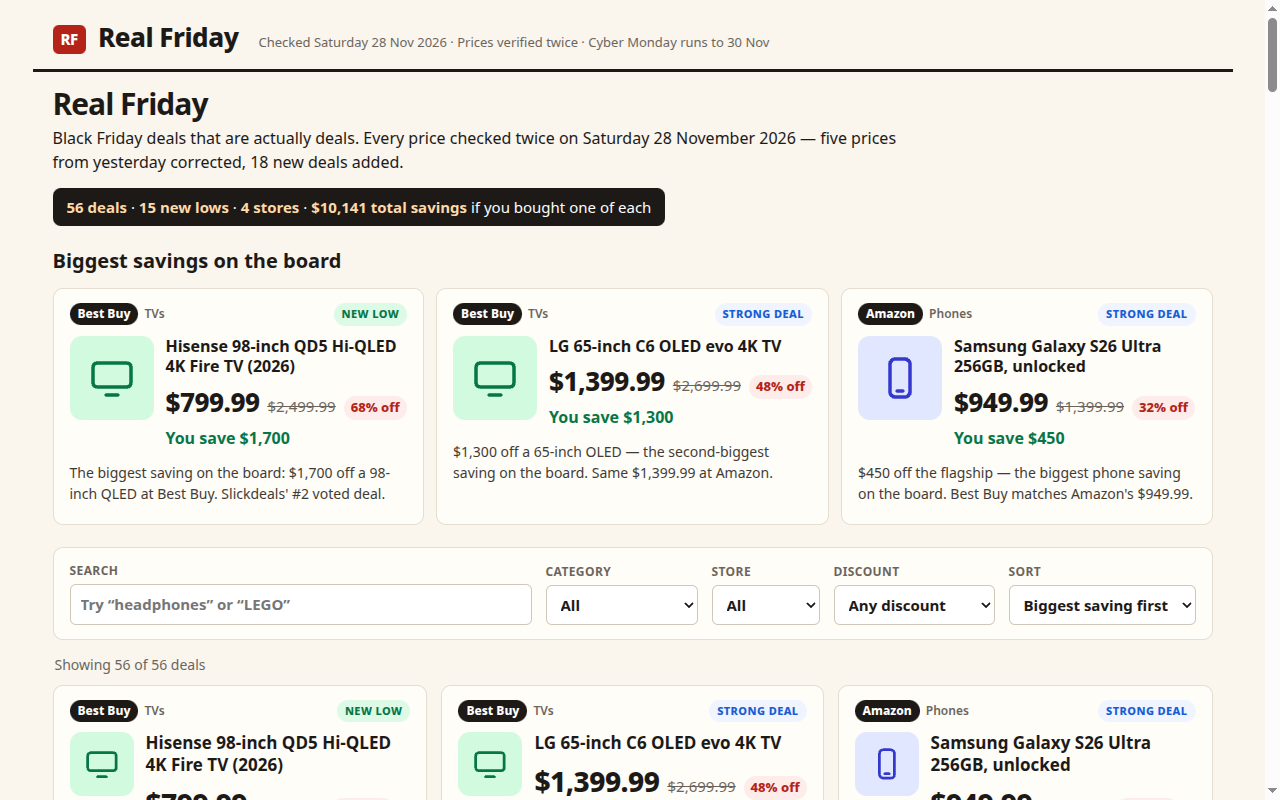 RF Real Friday Checked Saturday 28 Nov 2026 · Prices verified twice · Cyber Monday runs to 30 Nov
Real Friday
Black Friday deals that are actually deals. Every price checked twice on Saturday 28 November 2026 — five prices
from yesterday corrected, 18 new deals added.
56 deals · 15 new lows · 4 stores · $10,141 total savings if you bought one of each
Biggest savings on the board
Best Buy TVs NEW LOW
Hisense 98-inch QD5 Hi-QLED
4K Fire TV (2026)
$799.99 $2,499.99 68% off
You save $1,700
The biggest saving on the board: $1,700 off a 98-
inch QLED at Best Buy. Slickdeals' #2 voted deal.
Best Buy TVs STRONG DEAL
LG 65-inch C6 OLED evo 4K TV
$1,399.99 $2,699.99 48% off
You save $1,300
$1,300 off a 65-inch OLED — the second-biggest
saving on the board. Same $1,399.99 at Amazon.
Amazon Phones STRONG DEAL
Samsung Galaxy S26 Ultra
256GB, unlocked
$949.99 $1,399.99 32% off
You save $450
$450 off the flagship — the biggest phone saving
on the board. Best Buy matches Amazon's $949.99.
SEARCH
Try “headphones” or “LEGO”
CATEGORY
All
STORE
All
DISCOUNT
Any discount
SORT
Biggest saving first
Showing 56 of 56 deals
Best Buy TVs NEW LOW
Hisense 98-inch QD5 Hi-QLED
4K Fire TV (2026)
$799.99
Best Buy TVs STRONG DEAL
LG 65-inch C6 OLED evo 4K TV
$1,399.99 $2,699.99 48% off
Amazon Phones STRONG DEAL
Samsung Galaxy S26 Ultra
256GB, unlocked
$949.99